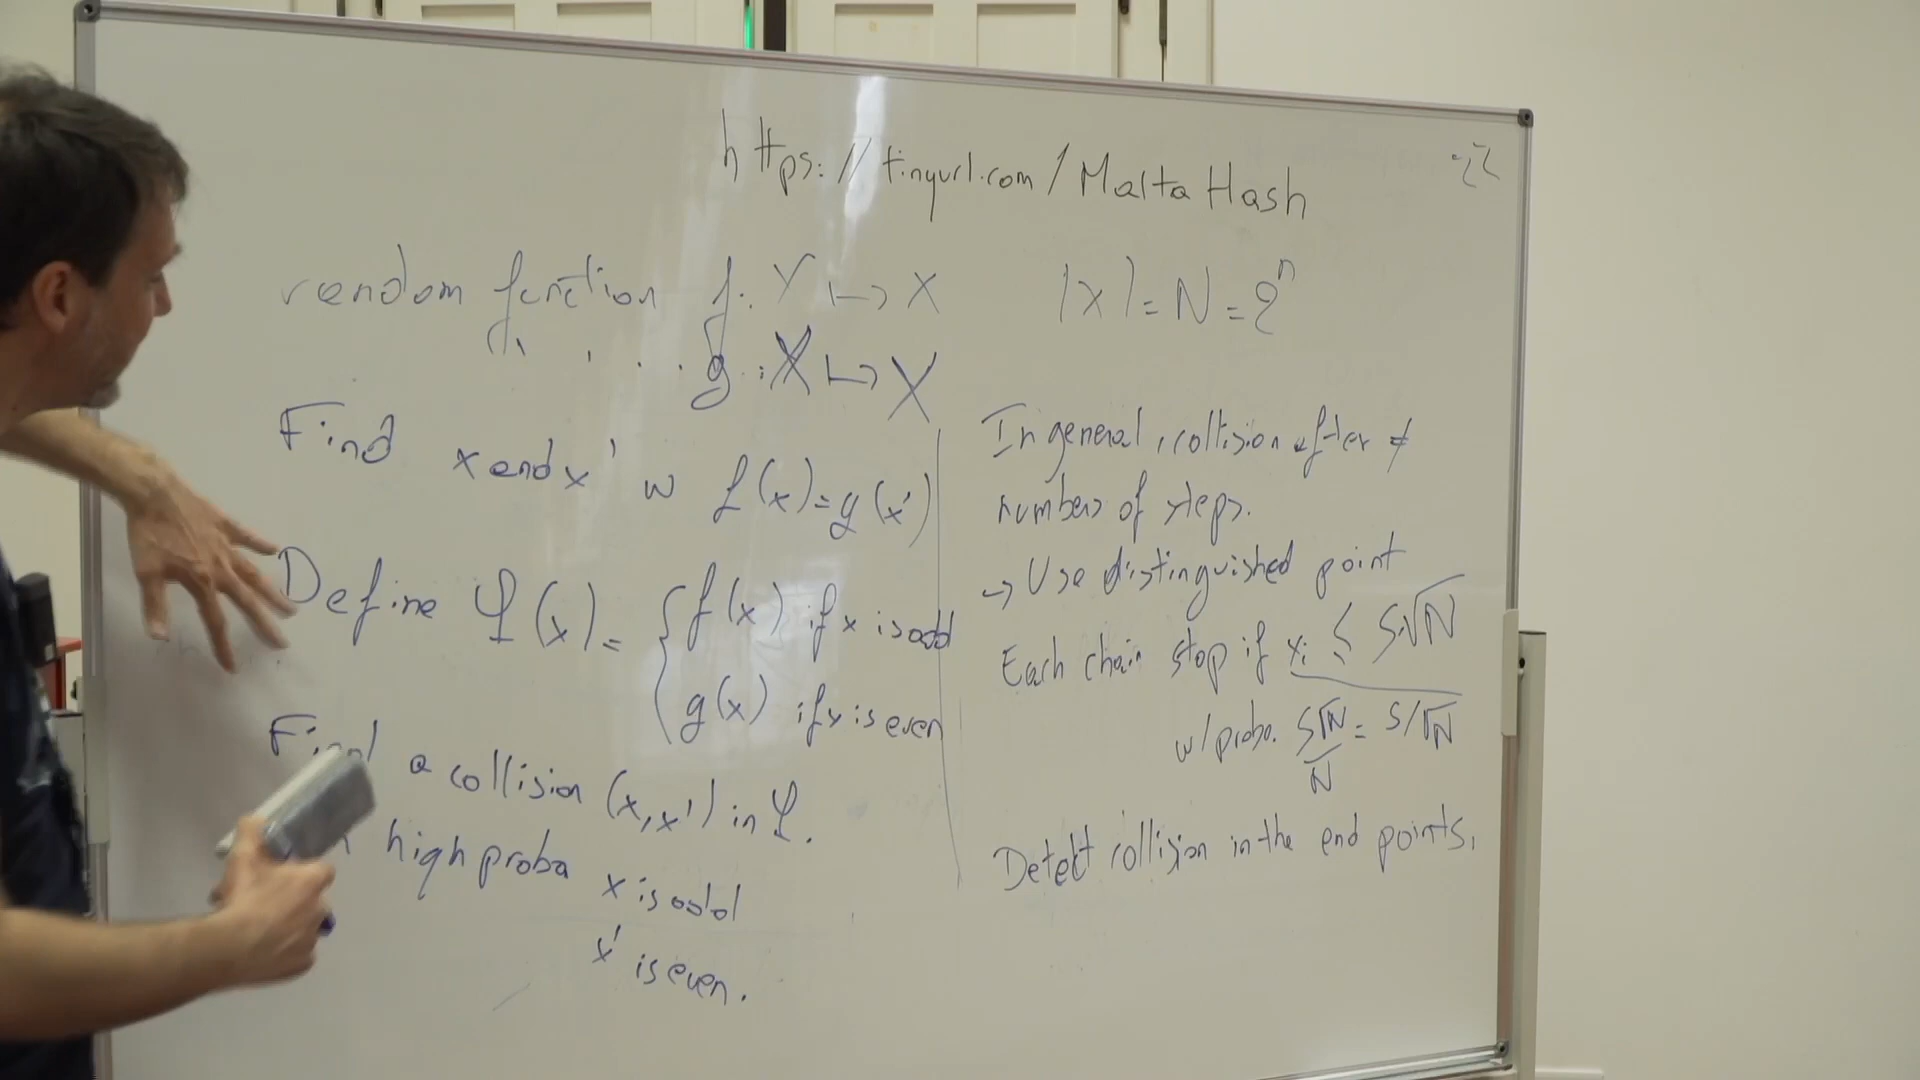 https://tinyurl.com/MaltaHash
random function f: Y ↦ X
|X| = N = 2^n
g: X ↦ X
Find x and x' w f(x)=g(x')
Define φ(x) = { f(x) if x is odd
g(x) if x is even
Find a collision (x,x') in φ.
high proba x is odd
x' is even.
In general, collision after ≠
numbers of steps.
→ Use distinguished point
Each chain stop if x_i ≤ S√N
w/ proba. S√N/N = S/√N
Detect collision in the end points.